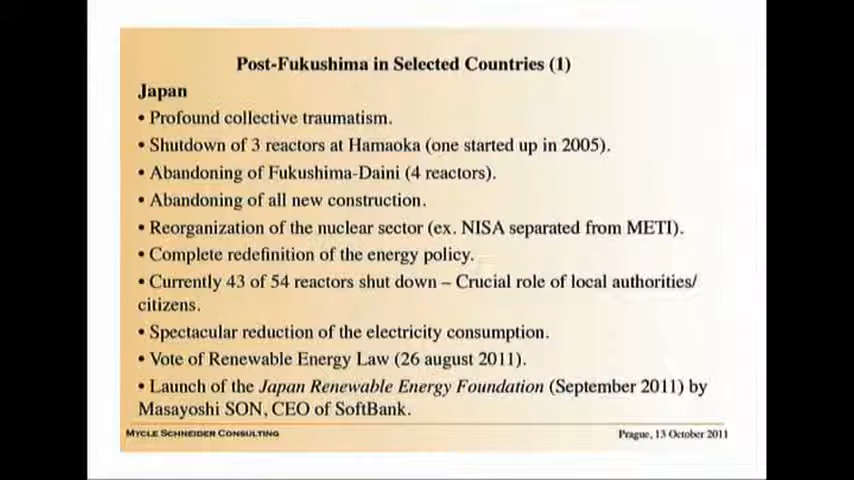 Post-Fukushima in Selected Countries (1)
Japan
• Profound collective traumatism.
• Shutdown of 3 reactors at Hamaoka (one started up in 2005).
• Abandoning of Fukushima-Daini (4 reactors).
• Abandoning of all new construction.
• Reorganization of the nuclear sector (ex. NISA separated from METI).
• Complete redefinition of the energy policy.
• Currently 43 of 54 reactors shut down – Crucial role of local authorities/
citizens.
• Spectacular reduction of the electricity consumption.
• Vote of Renewable Energy Law (26 august 2011).
• Launch of the Japan Renewable Energy Foundation (September 2011) by
Masayoshi SON, CEO of SoftBank.
MYCLE SCHNEIDER CONSULTING
Prague, 13 October 2011